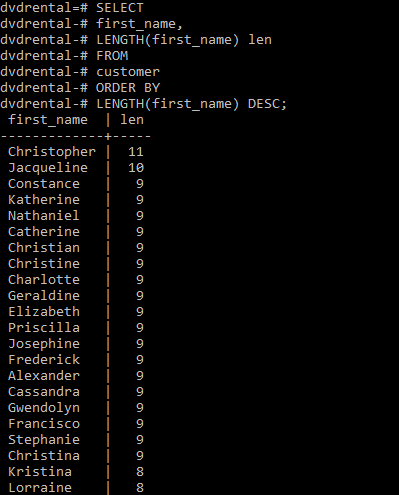 dvdrental=# SELECT
dvdrental-# first_name,
dvdrental-# LENGTH(first_name) len
dvdrental-# FROM
dvdrental-# customer
dvdrental-# ORDER BY
dvdrental-# LENGTH(first_name) DESC;
 first_name  | len
-------------+-----
 Christopher |  11
 Jacqueline  |  10
 Constance   |   9
 Katherine   |   9
 Nathaniel   |   9
 Catherine   |   9
 Christian   |   9
 Christine   |   9
 Charlotte   |   9
 Geraldine   |   9
 Elizabeth   |   9
 Priscilla   |   9
 Josephine   |   9
 Frederick   |   9
 Alexander   |   9
 Cassandra   |   9
 Gwendolyn   |   9
 Francisco   |   9
 Stephanie   |   9
 Christina   |   9
 Kristina    |   8
 Lorraine    |   8